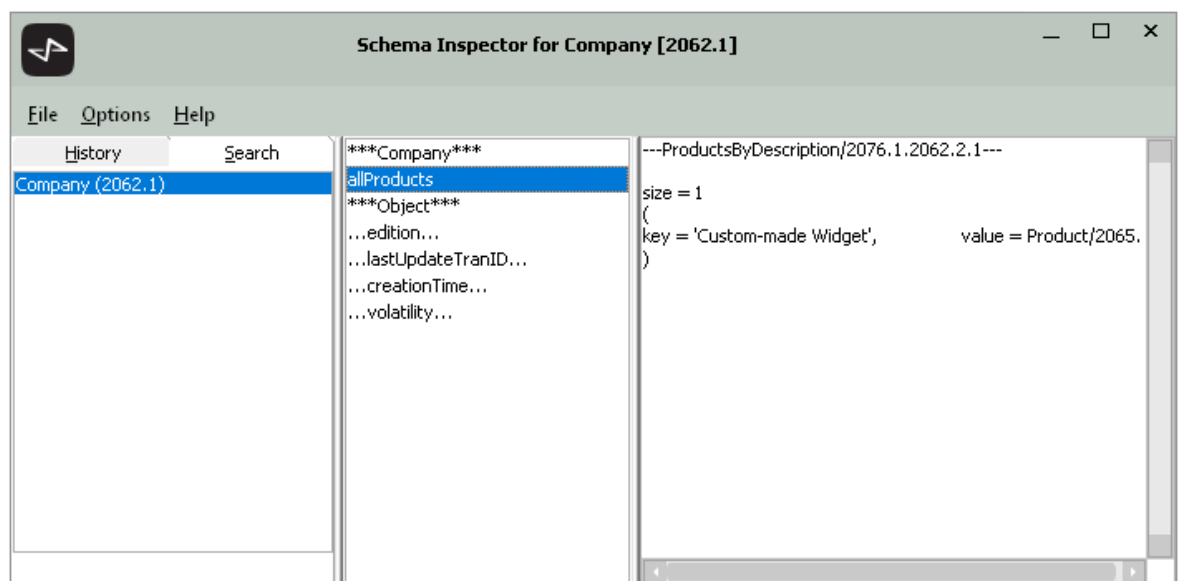 Schema Inspector for Company [2062.1]
File Options Help
History Search
Company (2062.1)
***Company***
allProducts
***Object***
...edition...
...lastUpdateTranID...
...creationTime...
...volatility...
---ProductsByDescription/2076.1.2062.2.1---
size = 1
(
key = 'Custom-made Widget', value = Product/2065.
)